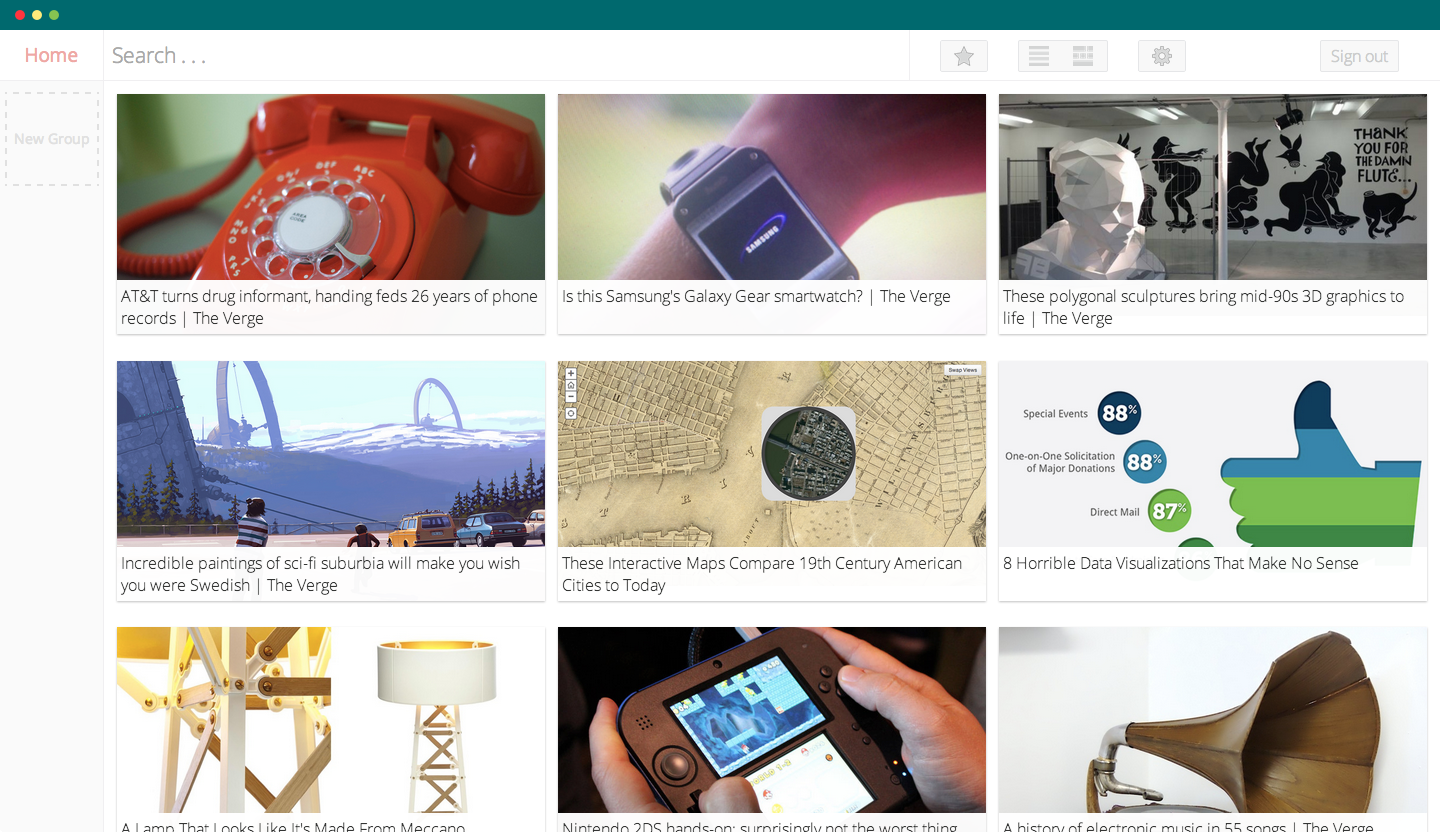 Home
Search . . .
Sign out
New Group
AREA
CODE
ABC
DEF
MNO
PRS
SAMSUNG
THANK
YOU FOR
THE DAMN
FLUTE...
AT&T turns drug informant, handing feds 26 years of phone
records | The Verge
Is this Samsung's Galaxy Gear smartwatch? | The Verge
These polygonal sculptures bring mid-90s 3D graphics to
life | The Verge
Swap Views
Special Events 88%
One-on-One Solicitation
of Major Donations 88%
Direct Mail 87%
Incredible paintings of sci-fi suburbia will make you wish
you were Swedish | The Verge
These Interactive Maps Compare 19th Century American
Cities to Today
8 Horrible Data Visualizations That Make No Sense
A Lamp That Looks Like It's Made From Meccano
Nintendo 2DS hands-on: surprisingly not the worst thing
A history of electronic music in 55 songs | The Verge